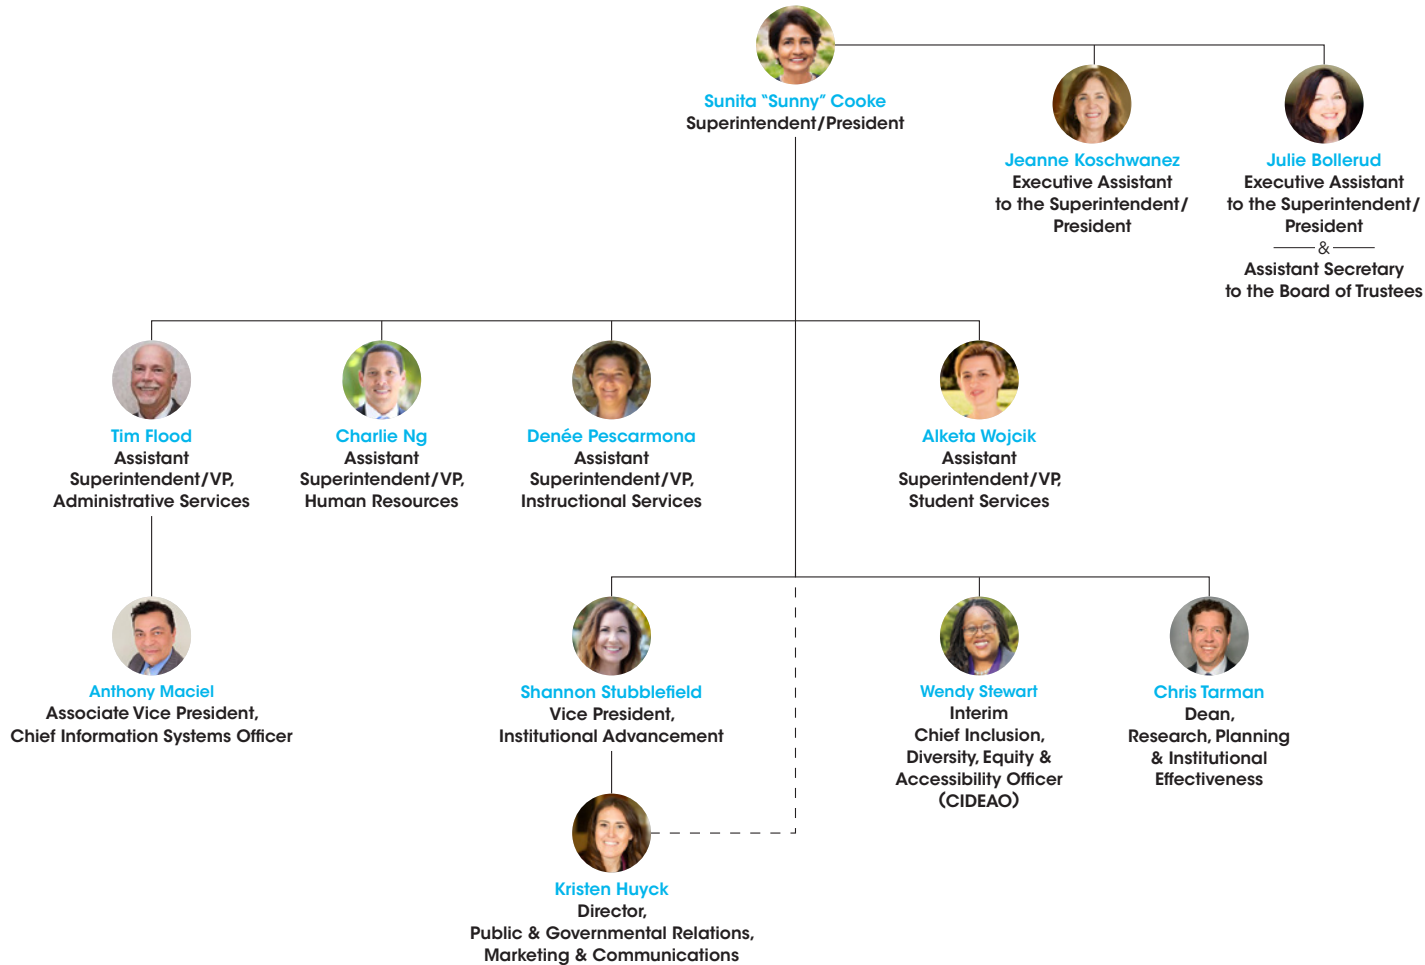 Sunita “Sunny” Cooke
Superintendent/President
Jeanne Koschwanez
Executive Assistant
to the Superintendent/
President
Julie Bollerud
Executive Assistant
to the Superintendent/
President
&
Assistant Secretary
to the Board of Trustees
Tim Flood
Assistant
Superintendent/VP,
Administrative Services
Charlie Ng
Assistant
Superintendent/VP,
Human Resources
Denée Pescarmona
Assistant
Superintendent/VP,
Instructional Services
Alketa Wojcik
Assistant
Superintendent/VP,
Student Services
Anthony Maciel
Associate Vice President,
Chief Information Systems Officer
Shannon Stubblefield
Vice President,
Institutional Advancement
Wendy Stewart
Interim
Chief Inclusion,
Diversity, Equity &
Accessibility Officer
(CIDEAO)
Chris Tarman
Dean,
Research, Planning
& Institutional
Effectiveness
Kristen Huyck
Director,
Public & Governmental Relations,
Marketing & Communications